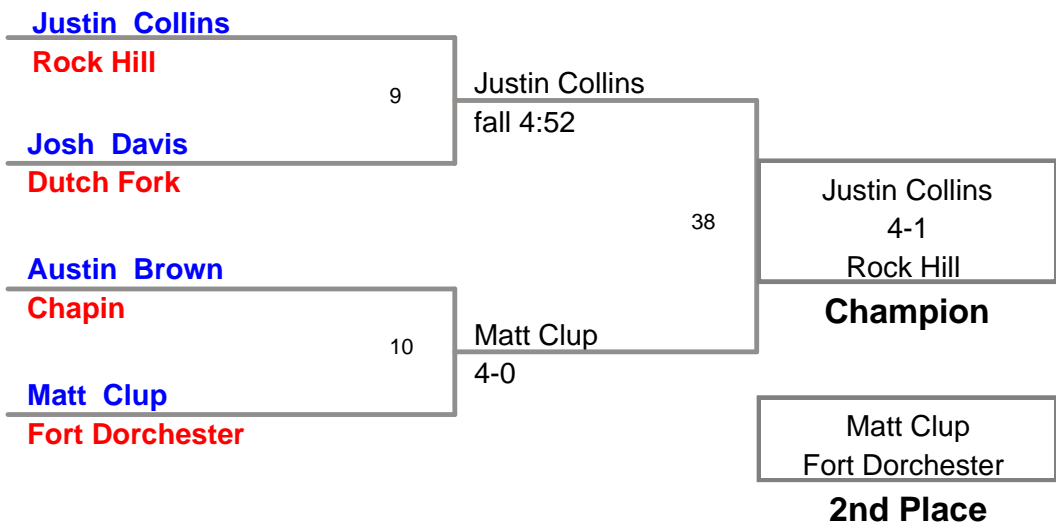 Justin Collins
Rock Hill
9
Justin Collins
fall 4:52
Josh Davis
Dutch Fork
38
Justin Collins
4-1
Rock Hill
Champion
Austin Brown
Chapin
10
Matt Clup
4-0
Matt Clup
Fort Dorchester
Matt Clup
Fort Dorchester
2nd Place